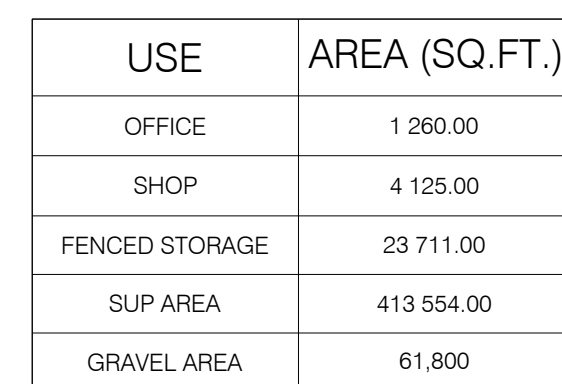 USE AREA (SQ.FT.)
OFFICE 1 260.00
SHOP 4 125.00
FENCED STORAGE 23 711.00
SUP AREA 413 554.00
GRAVEL AREA 61,800